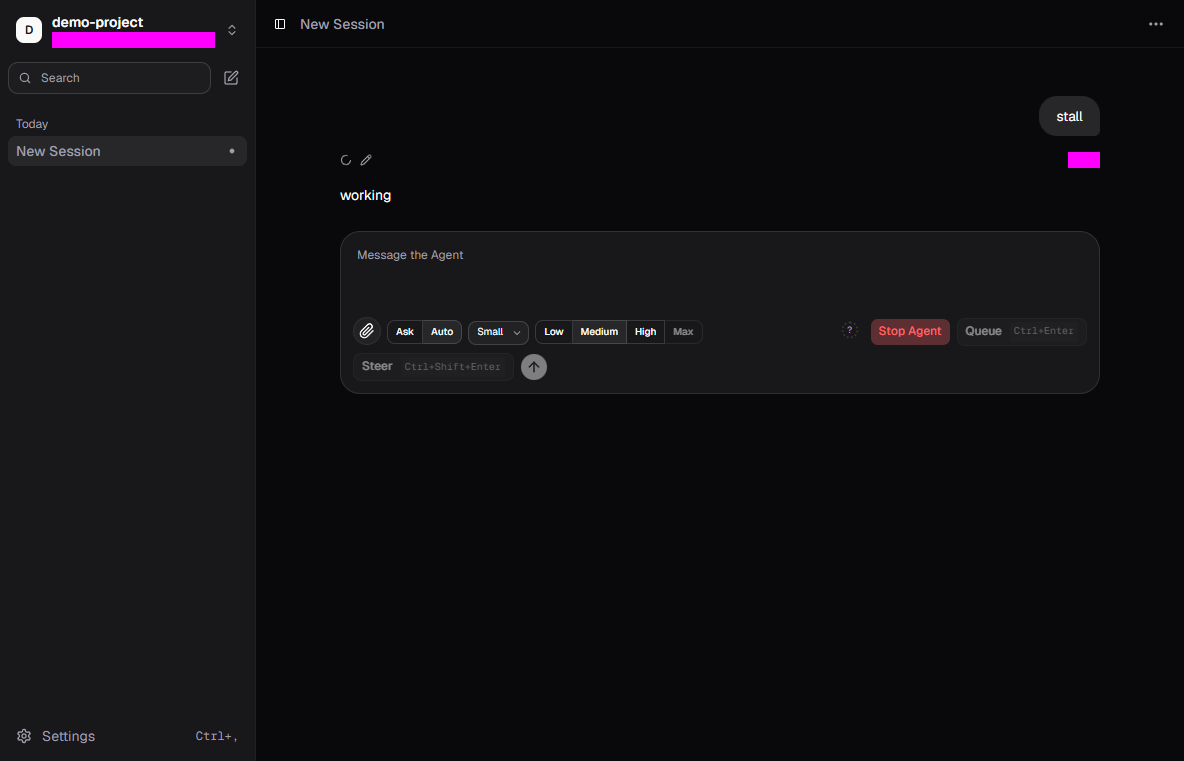 D
demo-project
New Session
Search
Today
New Session
stall
working
Message the Agent
Ask Auto Small Low Medium High Max ? Stop Agent Queue Ctrl+Enter
Steer Ctrl+Shift+Enter
Settings Ctrl+,